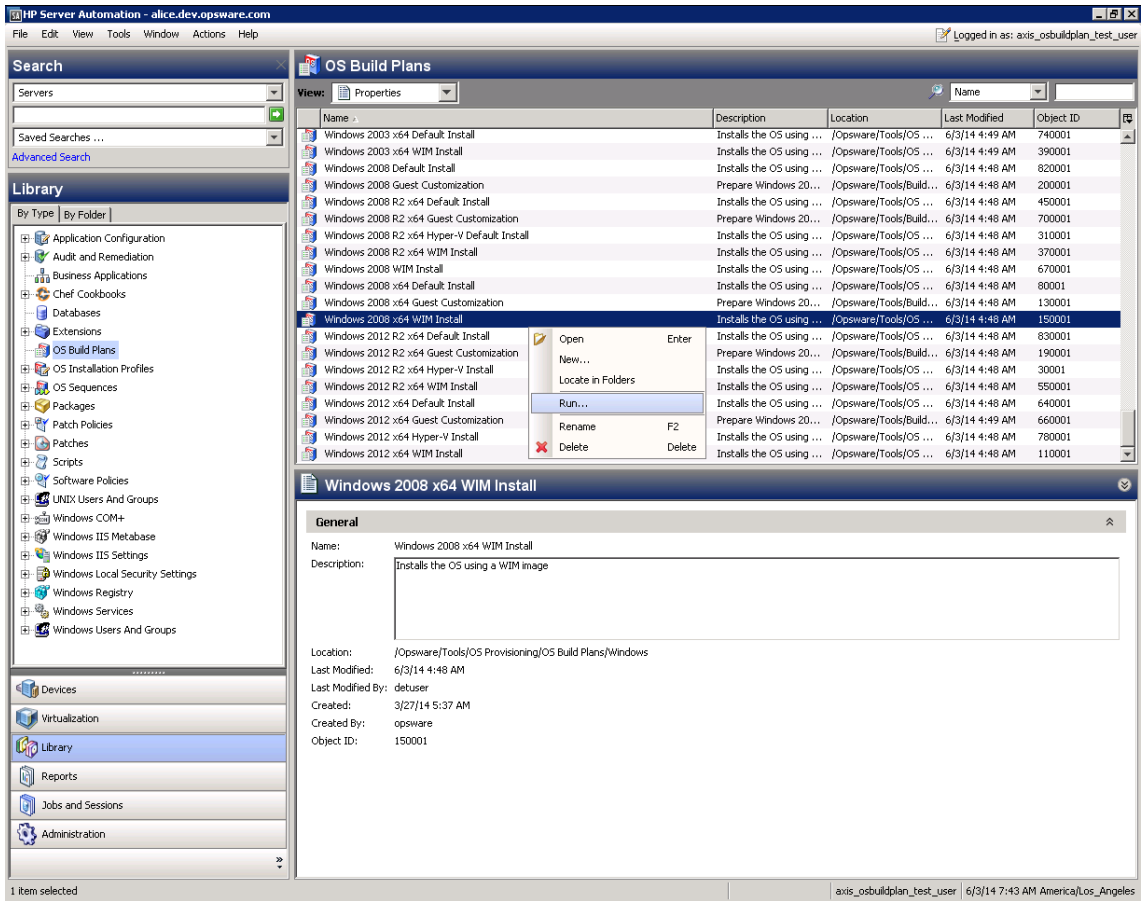 HP Server Automation - alice.dev.opsware.com
File Edit View Tools Window Actions Help
Logged in as: axis_osbuildplan_test_user
Search
Servers
Saved Searches ...
Advanced Search
Library
By Type By Folder
Application Configuration
Audit and Remediation
Business Applications
Chef Cookbooks
Databases
Extensions
OS Build Plans
OS Installation Profiles
OS Sequences
Packages
Patch Policies
Patches
Scripts
Software Policies
UNIX Users And Groups
Windows COM+
Windows IIS Metabase
Windows IIS Settings
Windows Local Security Settings
Windows Registry
Windows Services
Windows Users And Groups
Devices
Virtualization
Library
Reports
Jobs and Sessions
Administration
OS Build Plans
View: Properties Name
Name Description Location Last Modified Object ID
Windows 2003 x64 Default Install Installs the OS using ... /Opsware/Tools/OS ... 6/3/14 4:49 AM 740001
Windows 2003 x64 WIM Install Installs the OS using ... /Opsware/Tools/OS ... 6/3/14 4:49 AM 390001
Windows 2008 Default Install Installs the OS using ... /Opsware/Tools/OS ... 6/3/14 4:48 AM 820001
Windows 2008 Guest Customization Prepare Windows 20... /Opsware/Tools/Build... 6/3/14 4:48 AM 200001
Windows 2008 R2 x64 Default Install Installs the OS using ... /Opsware/Tools/OS ... 6/3/14 4:48 AM 450001
Windows 2008 R2 x64 Guest Customization Prepare Windows 20... /Opsware/Tools/Build... 6/3/14 4:48 AM 700001
Windows 2008 R2 x64 Hyper-V Default Install Installs the OS using ... /Opsware/Tools/OS ... 6/3/14 4:48 AM 310001
Windows 2008 R2 x64 WIM Install Installs the OS using ... /Opsware/Tools/OS ... 6/3/14 4:48 AM 370001
Windows 2008 WIM Install Installs the OS using ... /Opsware/Tools/OS ... 6/3/14 4:48 AM 670001
Windows 2008 x64 Default Install Installs the OS using ... /Opsware/Tools/OS ... 6/3/14 4:48 AM 80001
Windows 2008 x64 Guest Customization Prepare Windows 20... /Opsware/Tools/Build... 6/3/14 4:48 AM 130001
Windows 2008 x64 WIM Install Installs the OS using ... /Opsware/Tools/OS ... 6/3/14 4:48 AM 150001
Windows 2012 R2 x64 Default Install Installs the OS using ... /Opsware/Tools/OS ... 6/3/14 4:48 AM 830001
Windows 2012 R2 x64 Guest Customization Prepare Windows 20... /Opsware/Tools/Build... 6/3/14 4:48 AM 190001
Windows 2012 R2 x64 Hyper-V Install Installs the OS using ... /Opsware/Tools/OS ... 6/3/14 4:48 AM 30001
Windows 2012 R2 x64 WIM Install Installs the OS using ... /Opsware/Tools/OS ... 6/3/14 4:48 AM 550001
Windows 2012 x64 Default Install Installs the OS using ... /Opsware/Tools/OS ... 6/3/14 4:48 AM 640001
Windows 2012 x64 Guest Customization Prepare Windows 20... /Opsware/Tools/Build... 6/3/14 4:49 AM 660001
Windows 2012 x64 Hyper-V Install Installs the OS using ... /Opsware/Tools/OS ... 6/3/14 4:48 AM 780001
Windows 2012 x64 WIM Install Installs the OS using ... /Opsware/Tools/OS ... 6/3/14 4:48 AM 110001
Open Enter
New...
Locate in Folders
Run...
Rename F2
Delete Delete
Windows 2008 x64 WIM Install
General
Name: Windows 2008 x64 WIM Install
Description: Installs the OS using a WIM image
Location: /Opsware/Tools/OS Provisioning/OS Build Plans/Windows
Last Modified: 6/3/14 4:48 AM
Last Modified By: detuser
Created: 3/27/14 5:37 AM
Created By: opsware
Object ID: 150001
1 item selected axis_osbuildplan_test_user 6/3/14 7:43 AM America/Los_Angeles